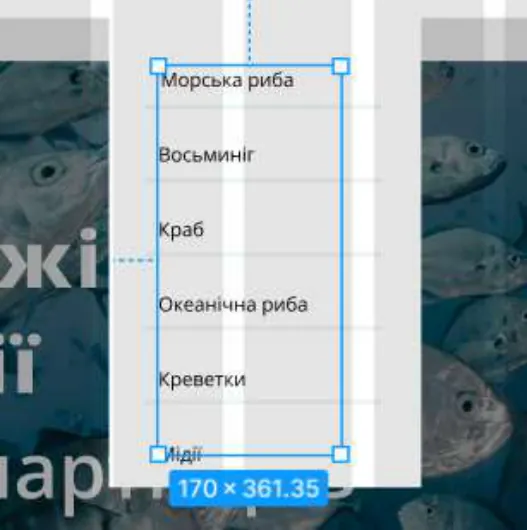 Морська риба
Восьминіг
Краб
Океанічна риба
Креветки
Мідії
170 × 361.35